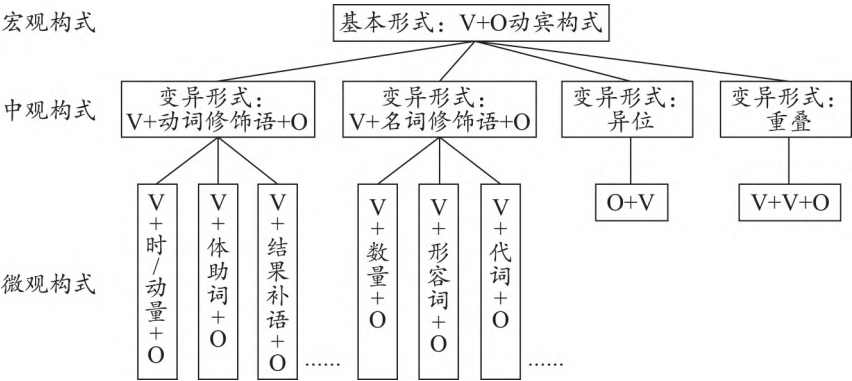 宏观构式
基本形式：V+O动宾构式
中观构式
变异形式：
V+动词修饰语+O
变异形式：
V+名词修饰语+O
变异形式：
异位
变异形式：
重叠
微观构式
V+时/动量+O
V+体助词+O
V+结果补语+O
……
V+数量+O
V+形容词+O
V+代词+O
……
O+V
V+V+O